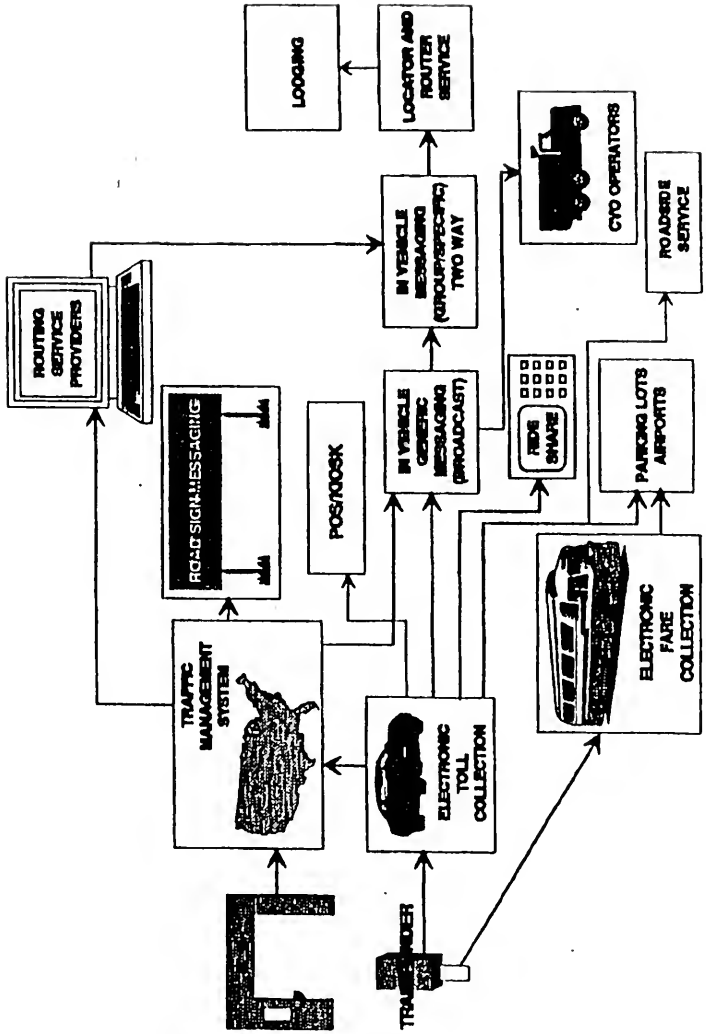 ROUTING
SERVICE
PROVIDERS
ROAD SIGN MESSAGING
TRAFFIC
MANAGEMENT
SYSTEM
POS/KIOSK
LODGING
LOCATOR AND
ROUTER
SERVICE
IN VEHICLE
MESSAGING
(GROUP/SPECIFIC)
TWO WAY
IN VEHICLE
GENERIC
MESSAGING
(BROADCAST)
TRANSPONDER
ELECTRONIC
TOLL
COLLECTION
RIDE
SHARE
CVO OPERATORS
ELECTRONIC
FARE
COLLECTION
PARKING LOTS
AIRPORTS
ROADSIDE
SERVICE